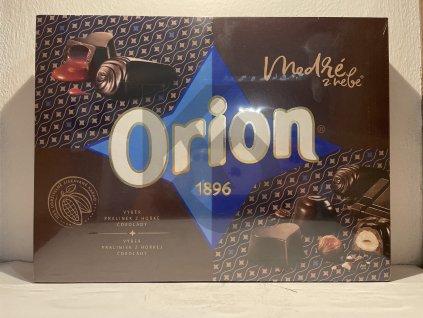 Modré
z nebe®
Orion®
1896
VÝBĚR
PRALINEK Z HOŘKÉ
ČOKOLÁDY
+
VÝBER
PRALINIEK Z HORKEJ
ČOKOLÁDY